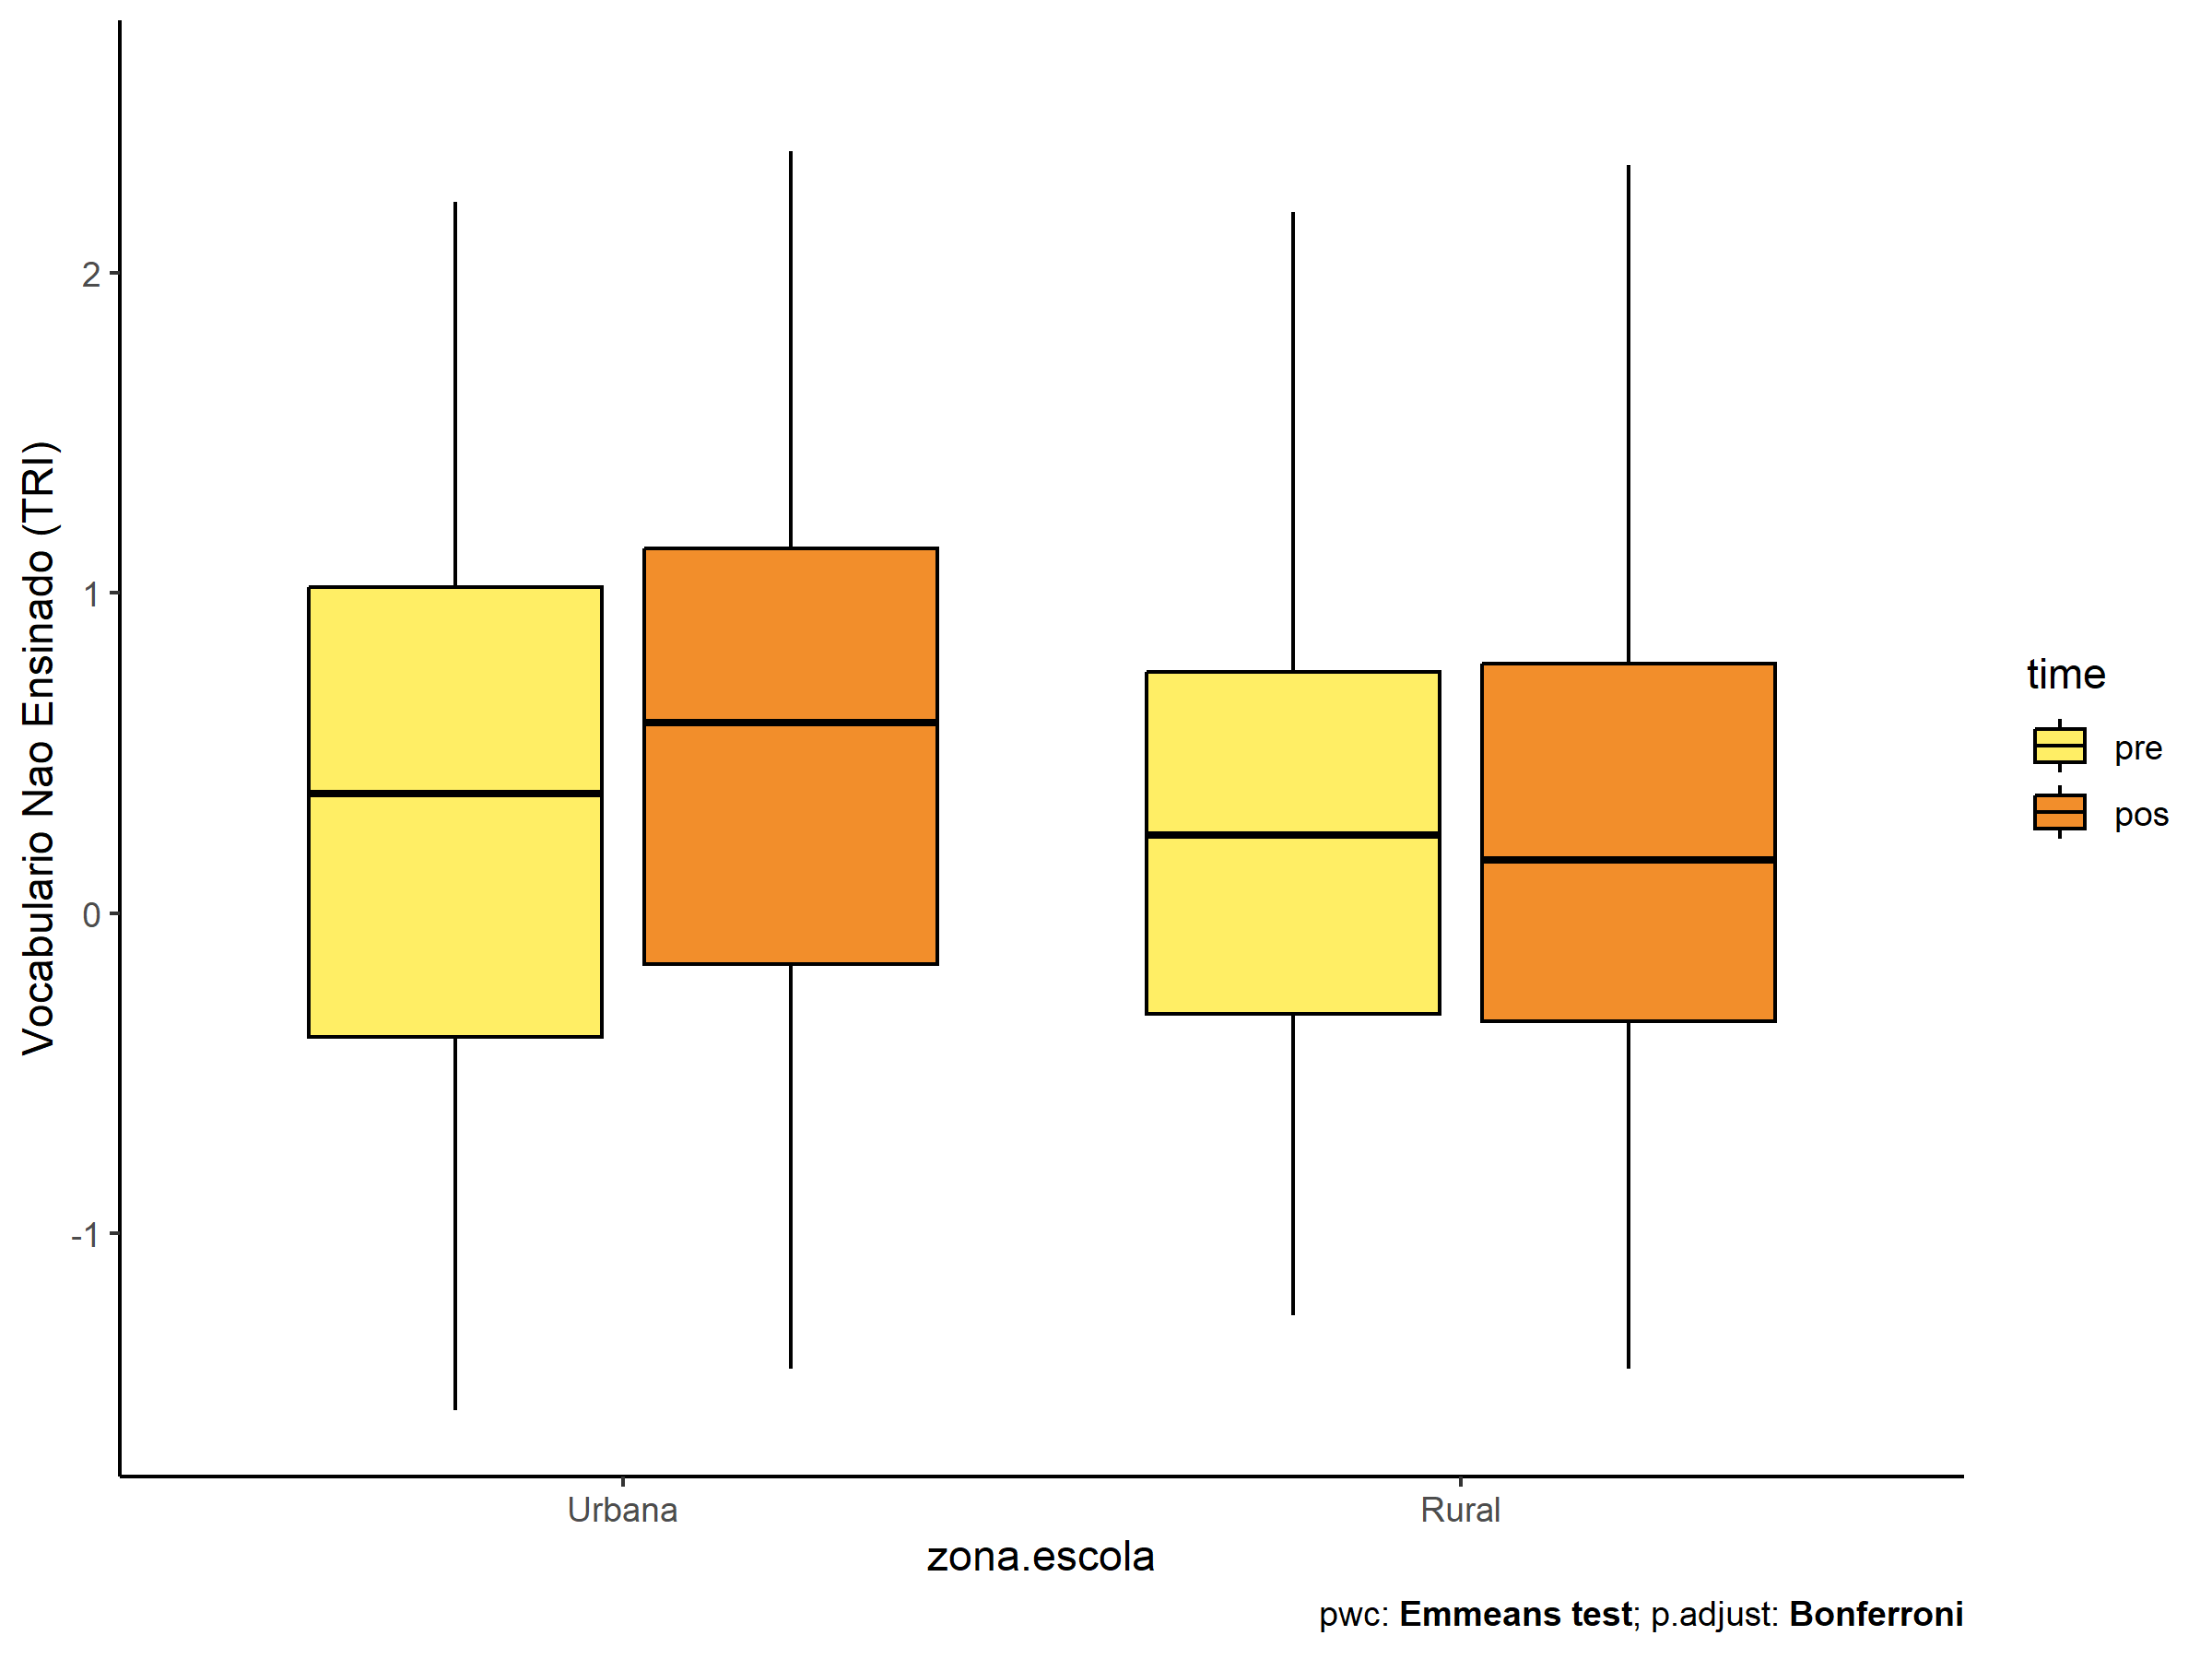 Vocabulario Nao Ensinado (TRI)
2
1
0
-1
Urbana
Rural
zona.escola
time
pre
pos
pwc: Emmeans test; p.adjust: Bonferroni